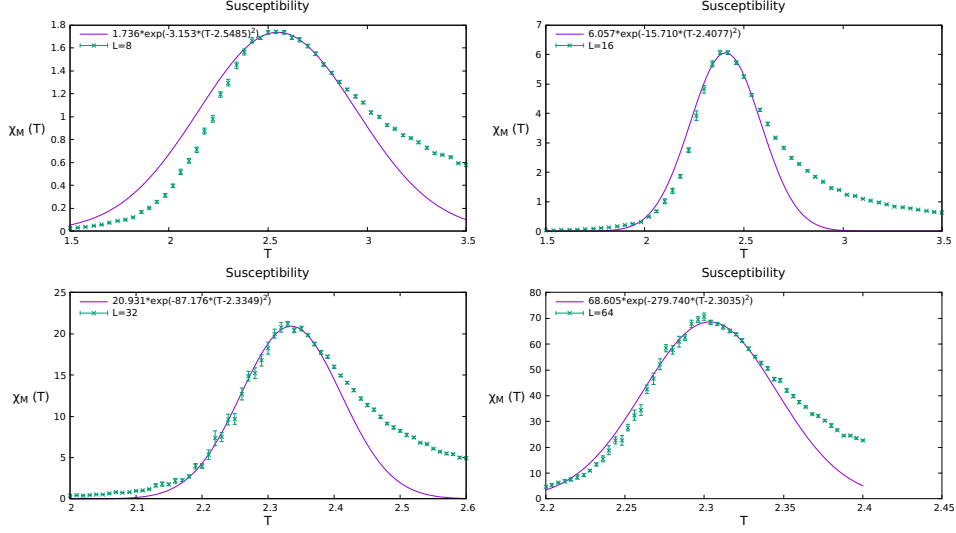 Susceptibility
1.736*exp(-3.153*(T-2.5485)²)
L=8
χM (T)
1.8
1.6
1.4
1.2
1
0.8
0.6
0.4
0.2
0
1.5 2 2.5 3 3.5
T
Susceptibility
6.057*exp(-15.710*(T-2.4077)²)
L=16
χM (T)
7
6
5
4
3
2
1
0
1.5 2 2.5 3 3.5
T
Susceptibility
20.931*exp(-87.176*(T-2.3349)²)
L=32
χM (T)
25
20
15
10
5
0
2 2.1 2.2 2.3 2.4 2.5 2.6
T
Susceptibility
68.605*exp(-279.740*(T-2.3035)²)
L=64
χM (T)
80
70
60
50
40
30
20
10
0
2.2 2.25 2.3 2.35 2.4 2.45
T